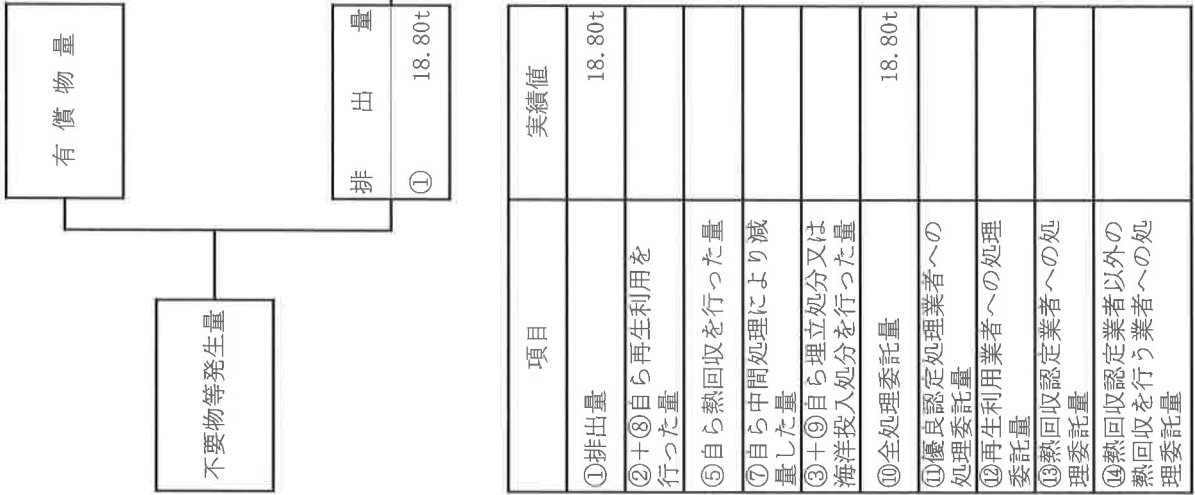 不要物等発生量
有償物量
排出量
① 18.80t
項目 実績値
①排出量 18.80t
②+⑧自ら再生利用を
行った量
⑤自ら熱回収を行った量
⑦自ら中間処理により減
量した量
③+⑨自ら埋立処分又は
海洋投入処分を行った量
⑩全処理委託量 18.80t
⑪優良認定処理業者への
処理委託量
⑫再生利用業者への処理
委託量
⑬熱回収認定業者への処
理委託量
⑭熱回収認定業者以外の
熱回収を行う業者への処
理委託量